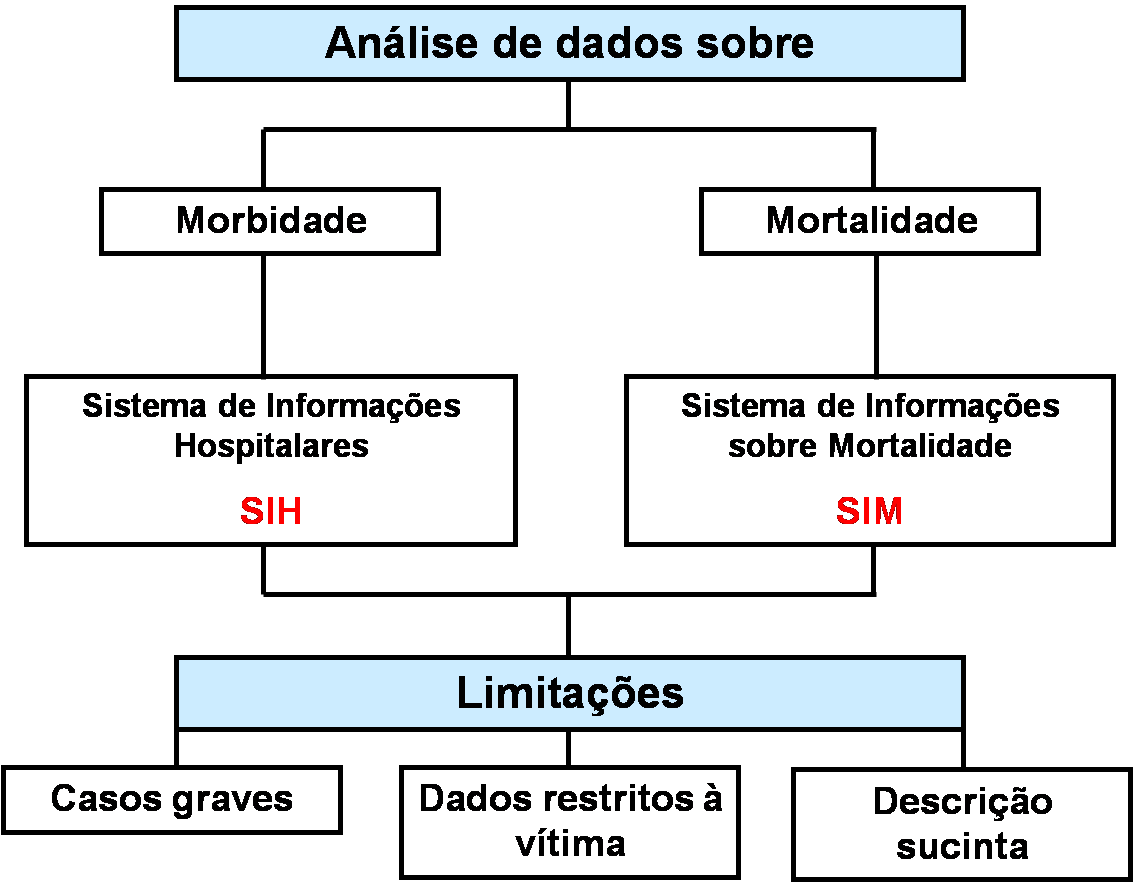 Análise de dados sobre
Morbidade
Mortalidade
Sistema de Informações
Hospitalares
SIH
Sistema de Informações
sobre Mortalidade
SIM
Limitações
Casos graves
Dados restritos à
vítima
Descrição
sucinta